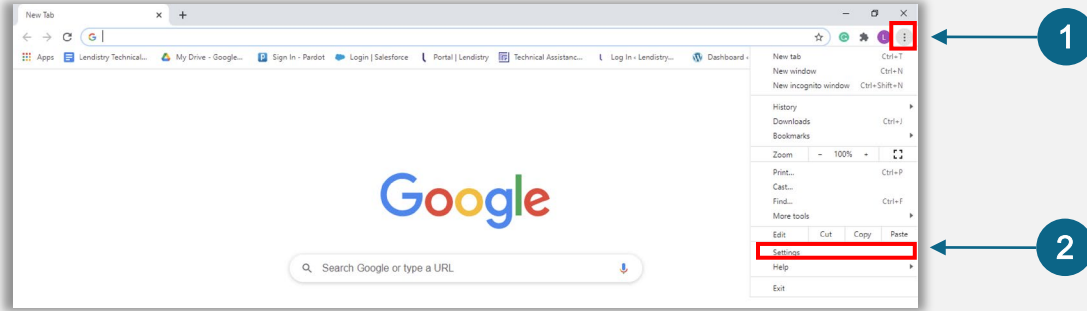 New Tab
1
G
L
Apps Lendistry Technical... My Drive - Google... Sign In - Pardot Login | Salesforce Portal | Lendistry Technical Assistanc... Log In - Lendistry... Dashboard
New tab Ctrl+T
New window Ctrl+N
New incognito window Ctrl+Shift+N
History
Downloads Ctrl+J
Bookmarks
Zoom - 100% +
Print... Ctrl+P
Cast...
Find... Ctrl+F
More tools
Edit Cut Copy Paste
Settings
2
Help
Exit
Google
Search Google or type a URL